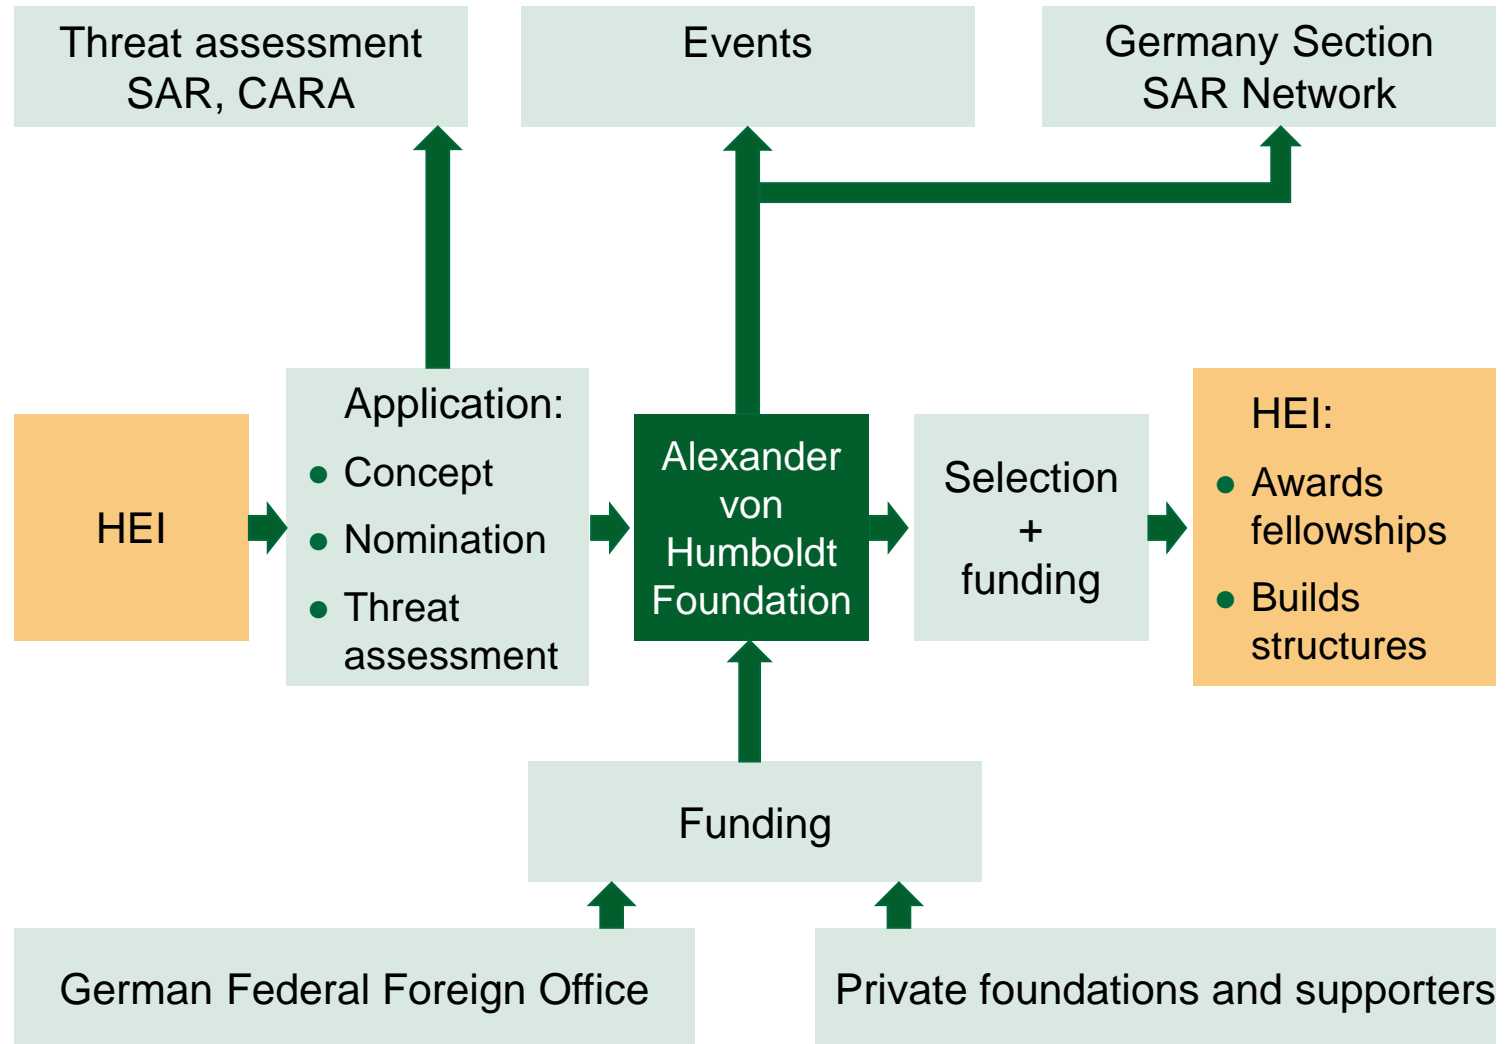 Threat assessment
SAR, CARA
Events
Germany Section
SAR Network
HEI
Application:
Concept
Nomination
Threat
assessment
Alexander
von
Humboldt
Foundation
Selection
+
funding
HEI:
Awards
fellowships
Builds
structures
Funding
German Federal Foreign Office
Private foundations and supporters